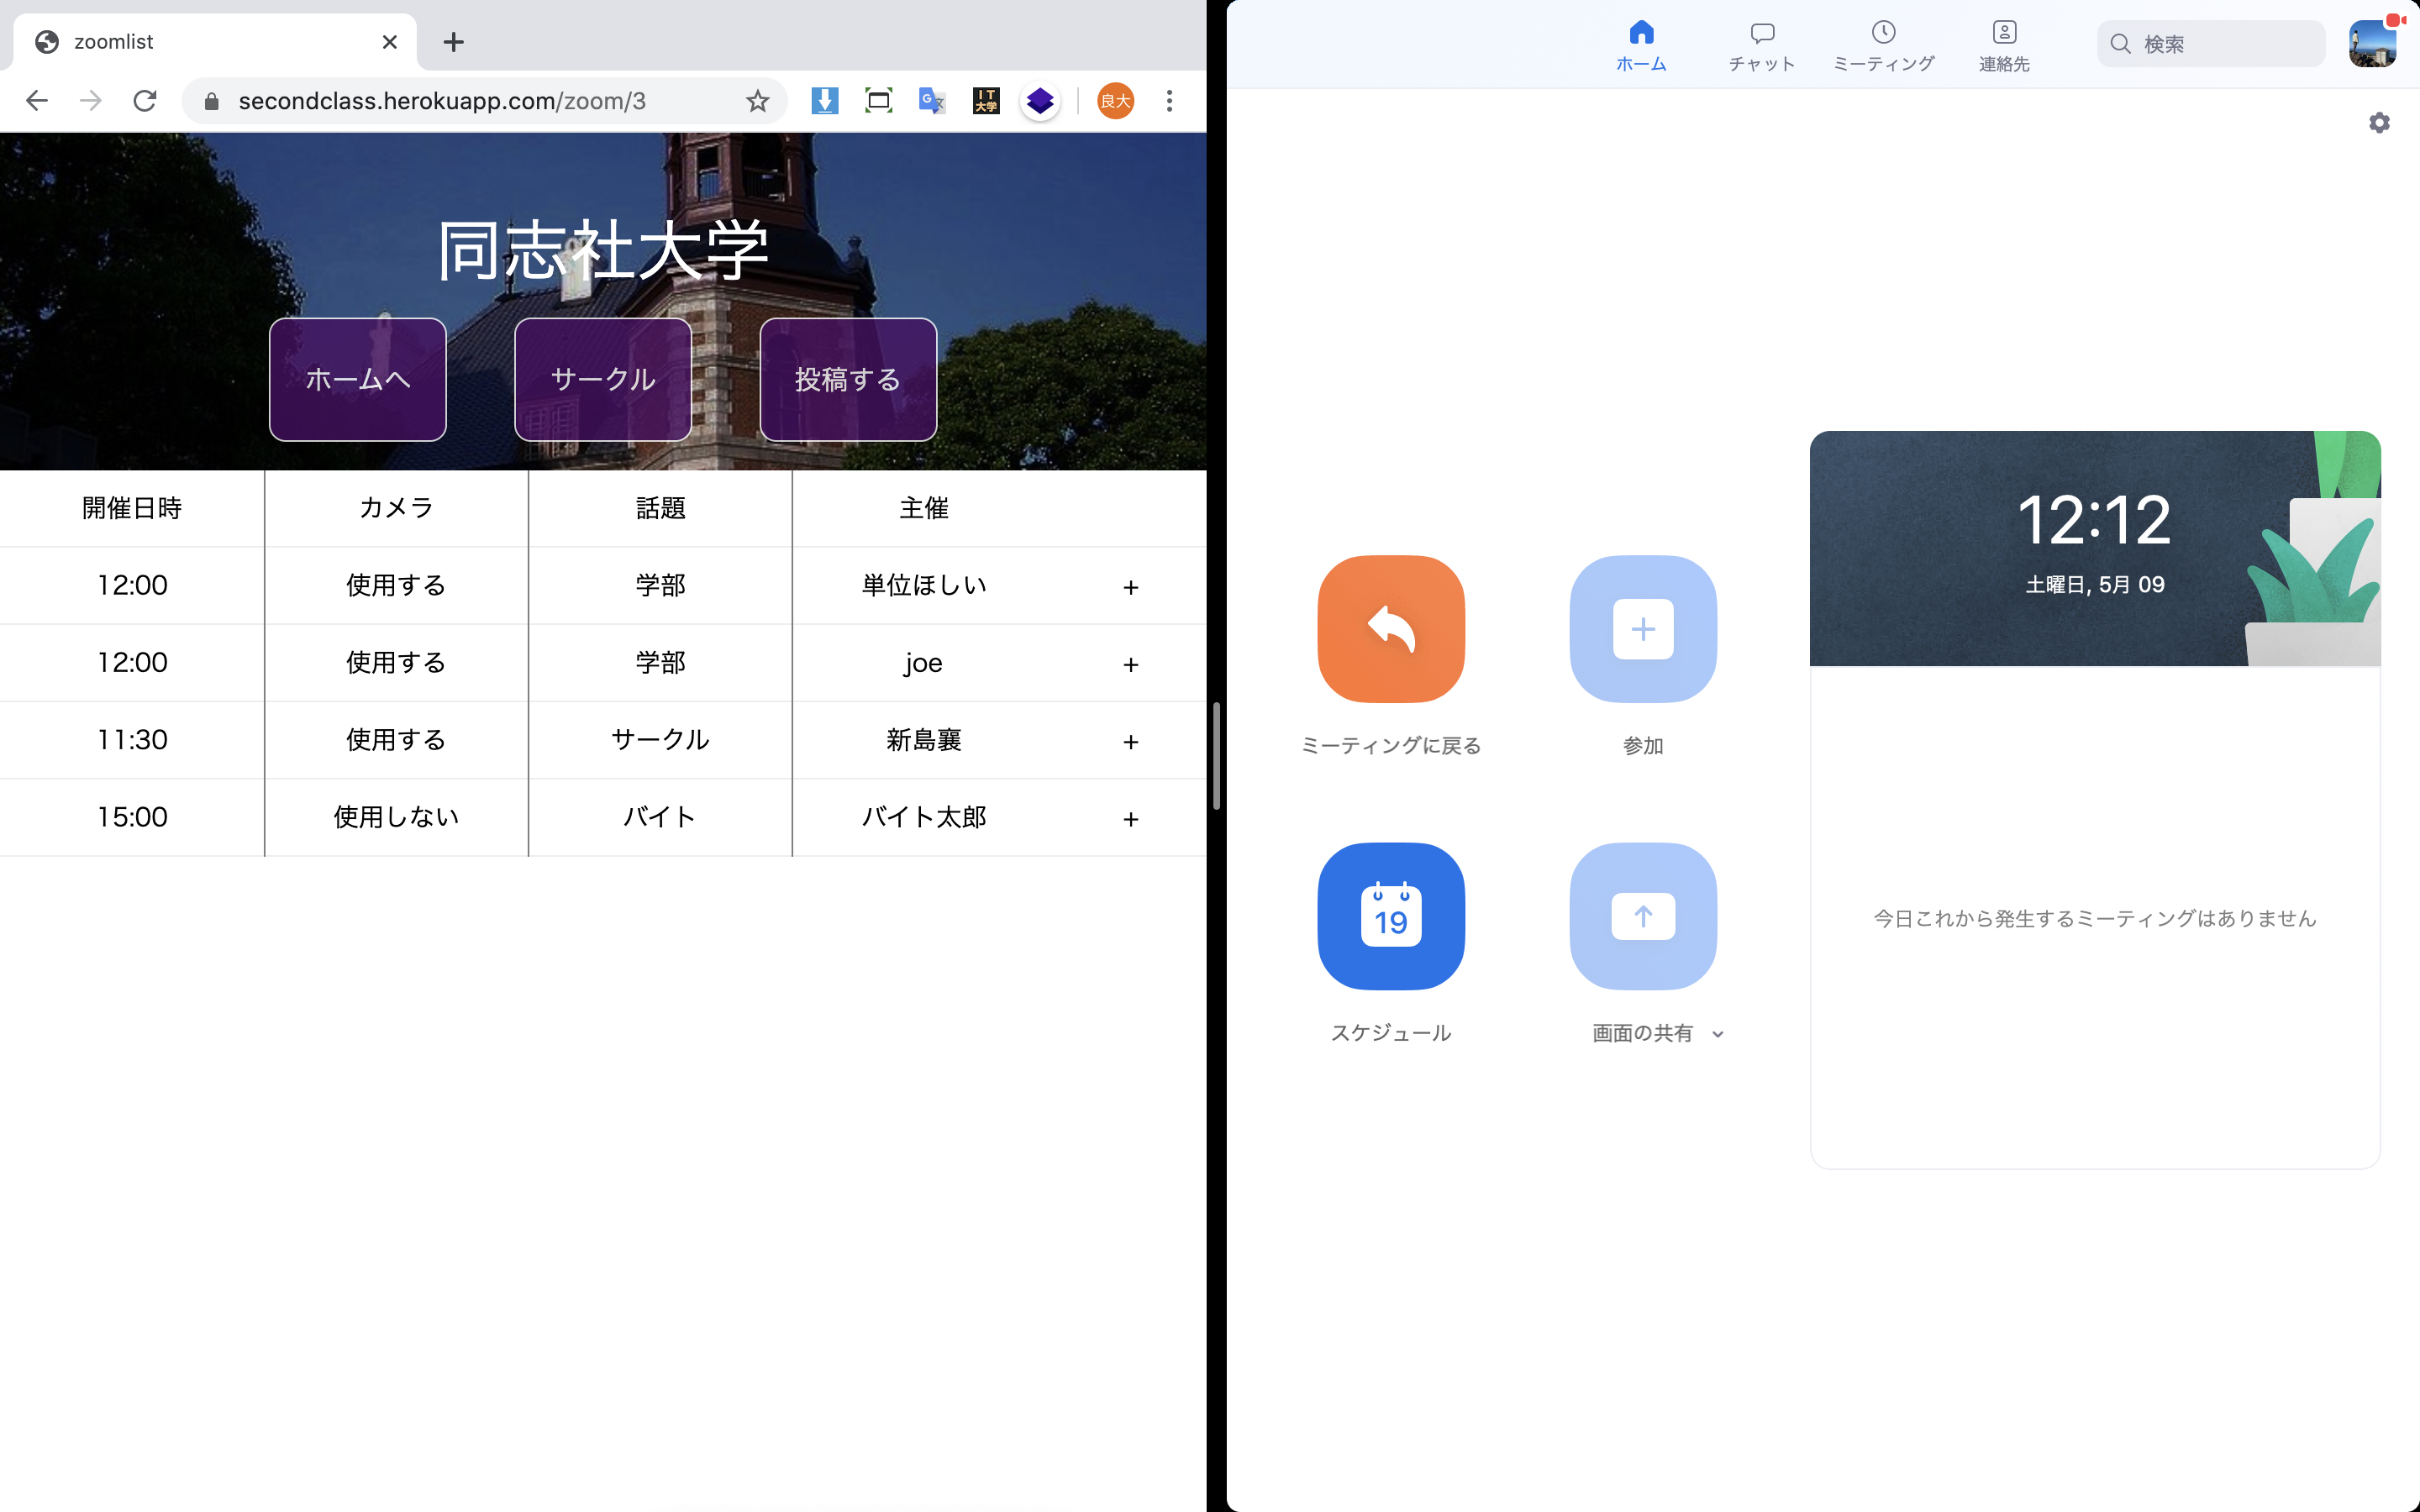 zoomlist
secondclass.herokuapp.com/zoom/3
IT
大学
良大
同志社大学
ホームへ
サークル
投稿する
開催日時 カメラ 話題 主催
12:00 使用する 学部 単位ほしい +
12:00 使用する 学部 joe +
11:30 使用する サークル 新島襄 +
15:00 使用しない バイト バイト太郎 +
ホーム
チャット
ミーティング
連絡先
検索
ミーティングに戻る
参加
19
スケジュール
画面の共有
12:12
土曜日, 5月 09
今日これから発生するミーティングはありません